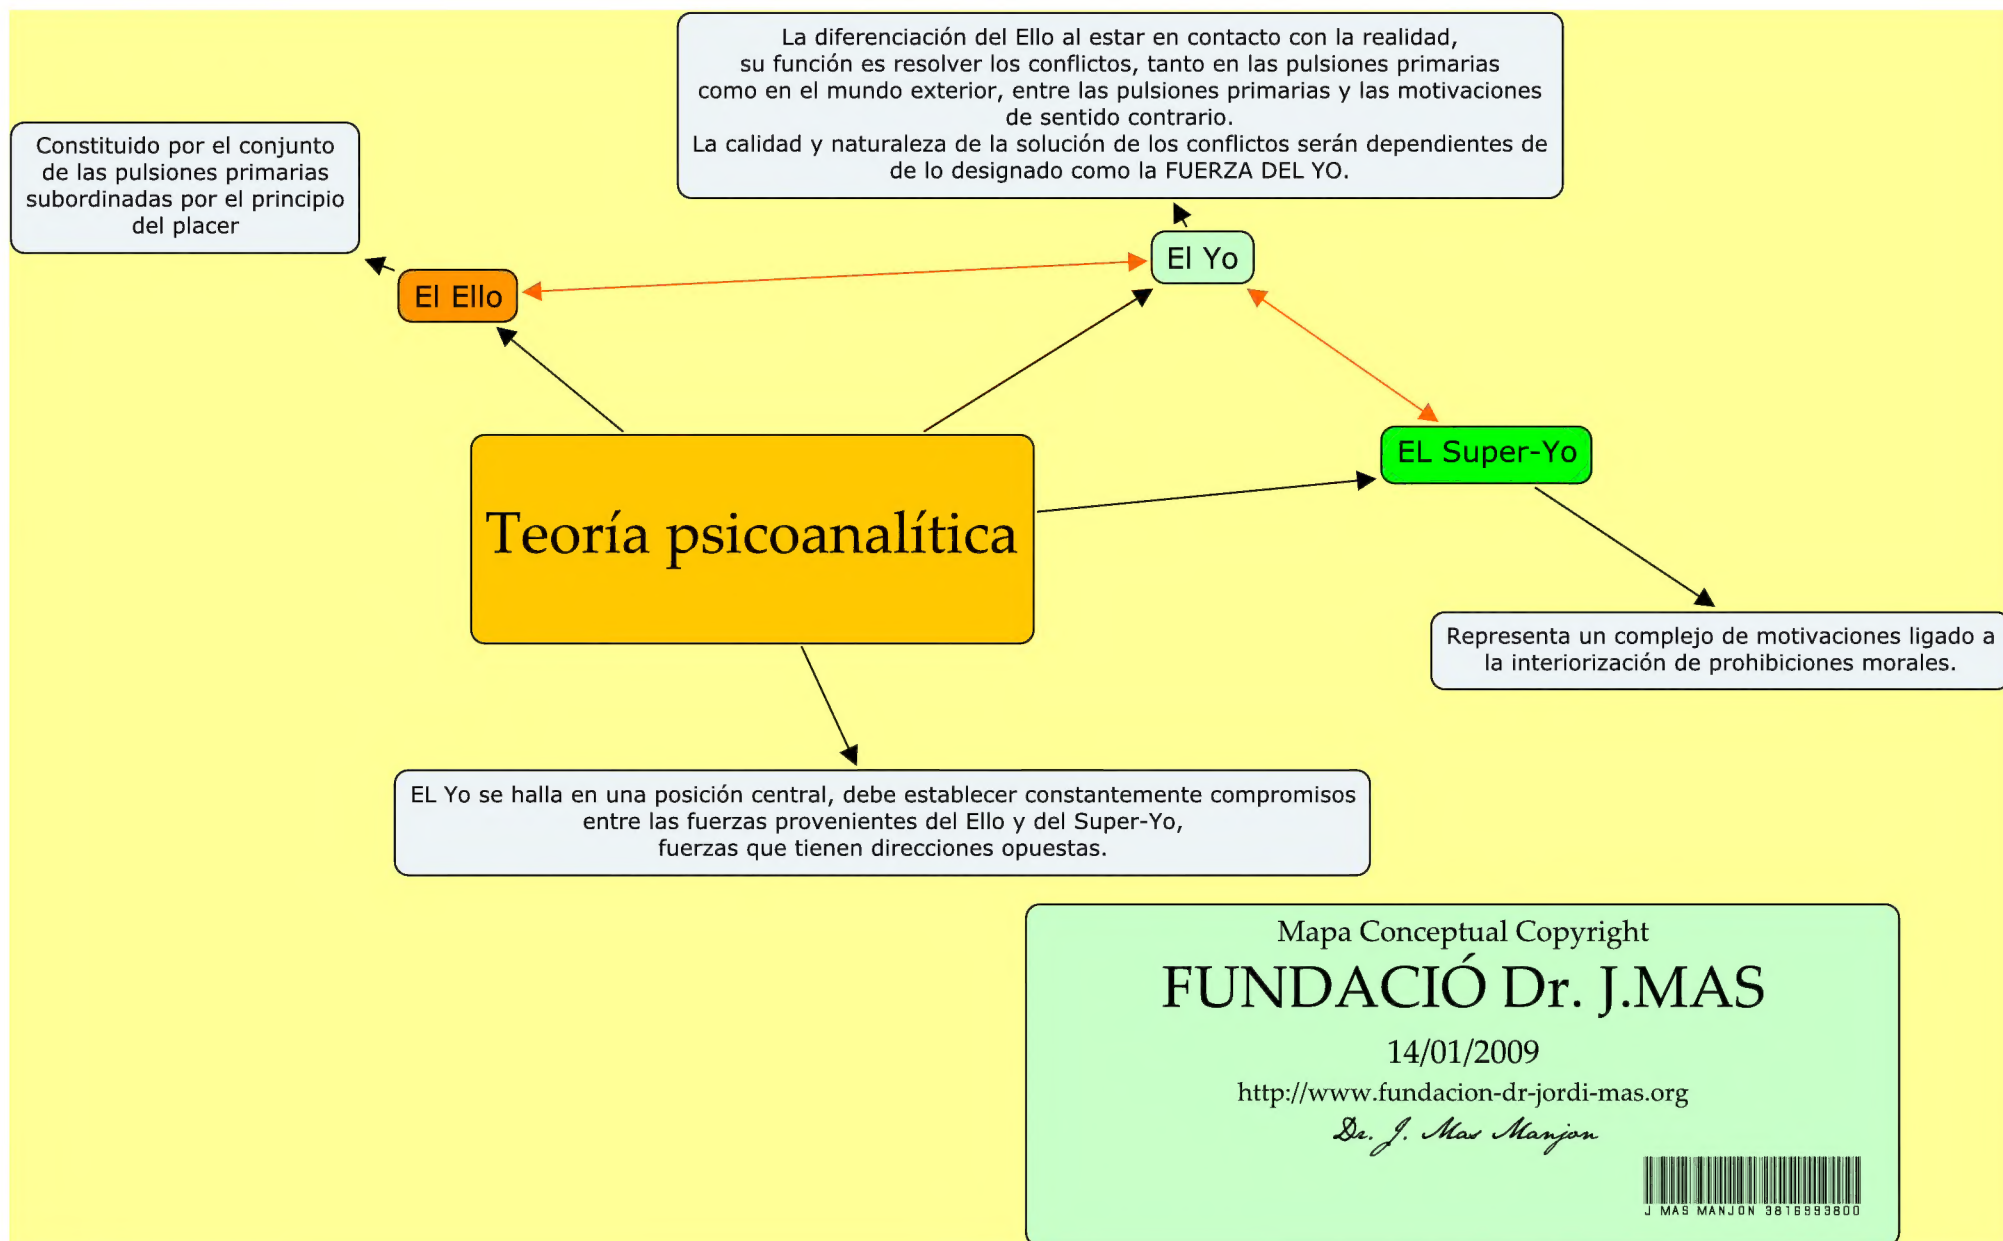 La diferenciación del Ello al estar en contacto con la realidad,
su función es resolver los conflictos, tanto en las pulsiones primarias
como en el mundo exterior, entre las pulsiones primarias y las motivaciones
de sentido contrario.
La calidad y naturaleza de la solución de los conflictos serán dependientes de
de lo designado como la FUERZA DEL YO.
Constituido por el conjunto
de las pulsiones primarias
subordinadas por el principio
del placer
El Yo
El Ello
EL Super-Yo
Teoría psicoanalítica
Representa un complejo de motivaciones ligado a
la interiorización de prohibiciones morales.
EL Yo se halla en una posición central, debe establecer constantemente compromisos
entre las fuerzas provenientes del Ello y del Super-Yo,
fuerzas que tienen direcciones opuestas.
Mapa Conceptual Copyright
FUNDACIÓ Dr. J.MAS
14/01/2009
http://www.fundacion-dr-jordi-mas.org
Dr. J. Mas Manjon
J MAS MANJON 3816993800